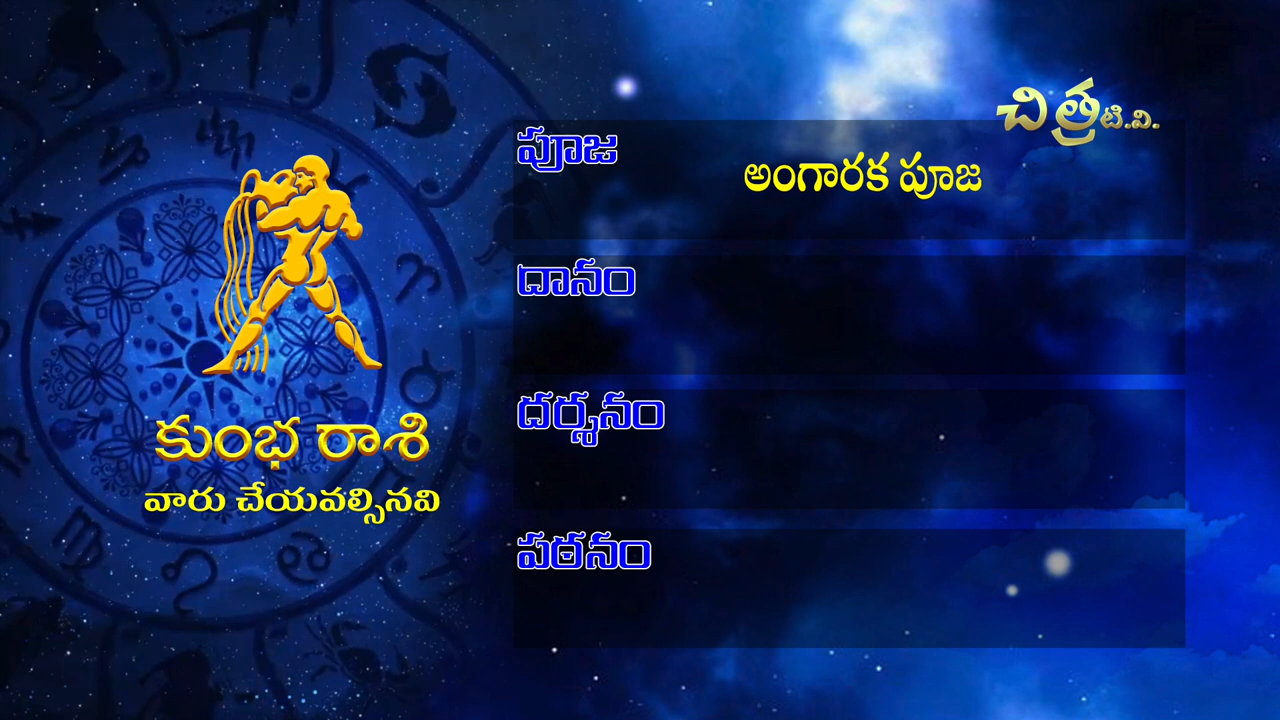 చిత్ర టి.వి.
పూజ
అంగారక పూజ
దానం
దర్శనం
పఠనం
కుంభ రాశి
వారు చేయవల్సినవి